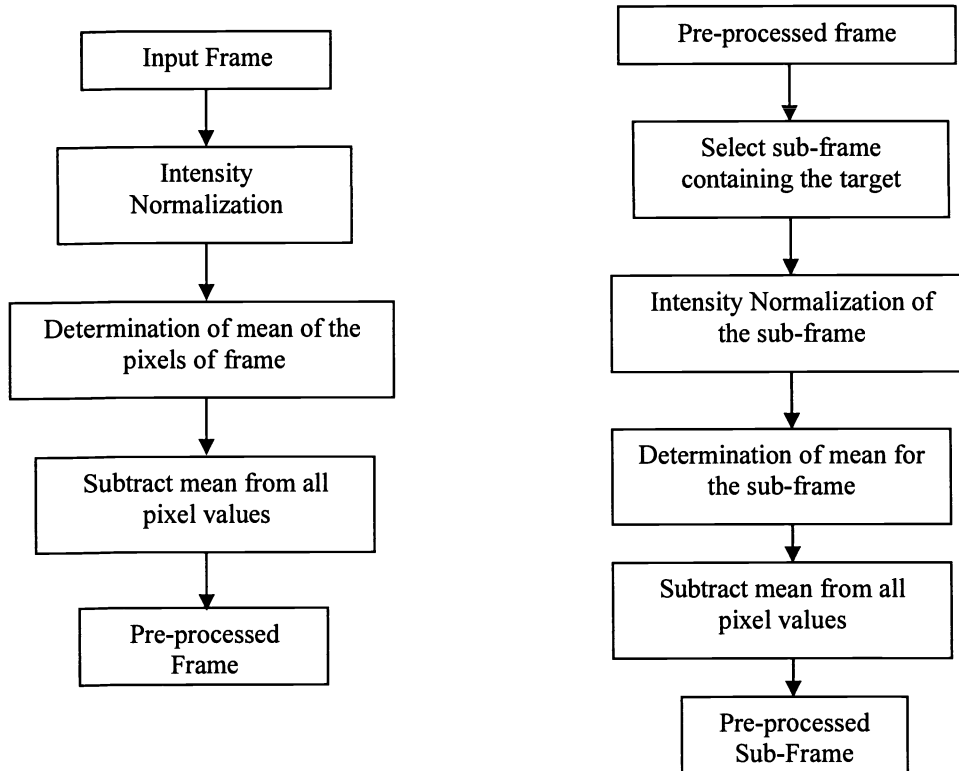 Input Frame
Intensity
Normalization
Determination of mean of the
pixels of frame
Subtract mean from all
pixel values
Pre-processed
Frame
Pre-processed frame
Select sub-frame
containing the target
Intensity Normalization of
the sub-frame
Determination of mean for
the sub-frame
Subtract mean from all
pixel values
Pre-processed
Sub-Frame